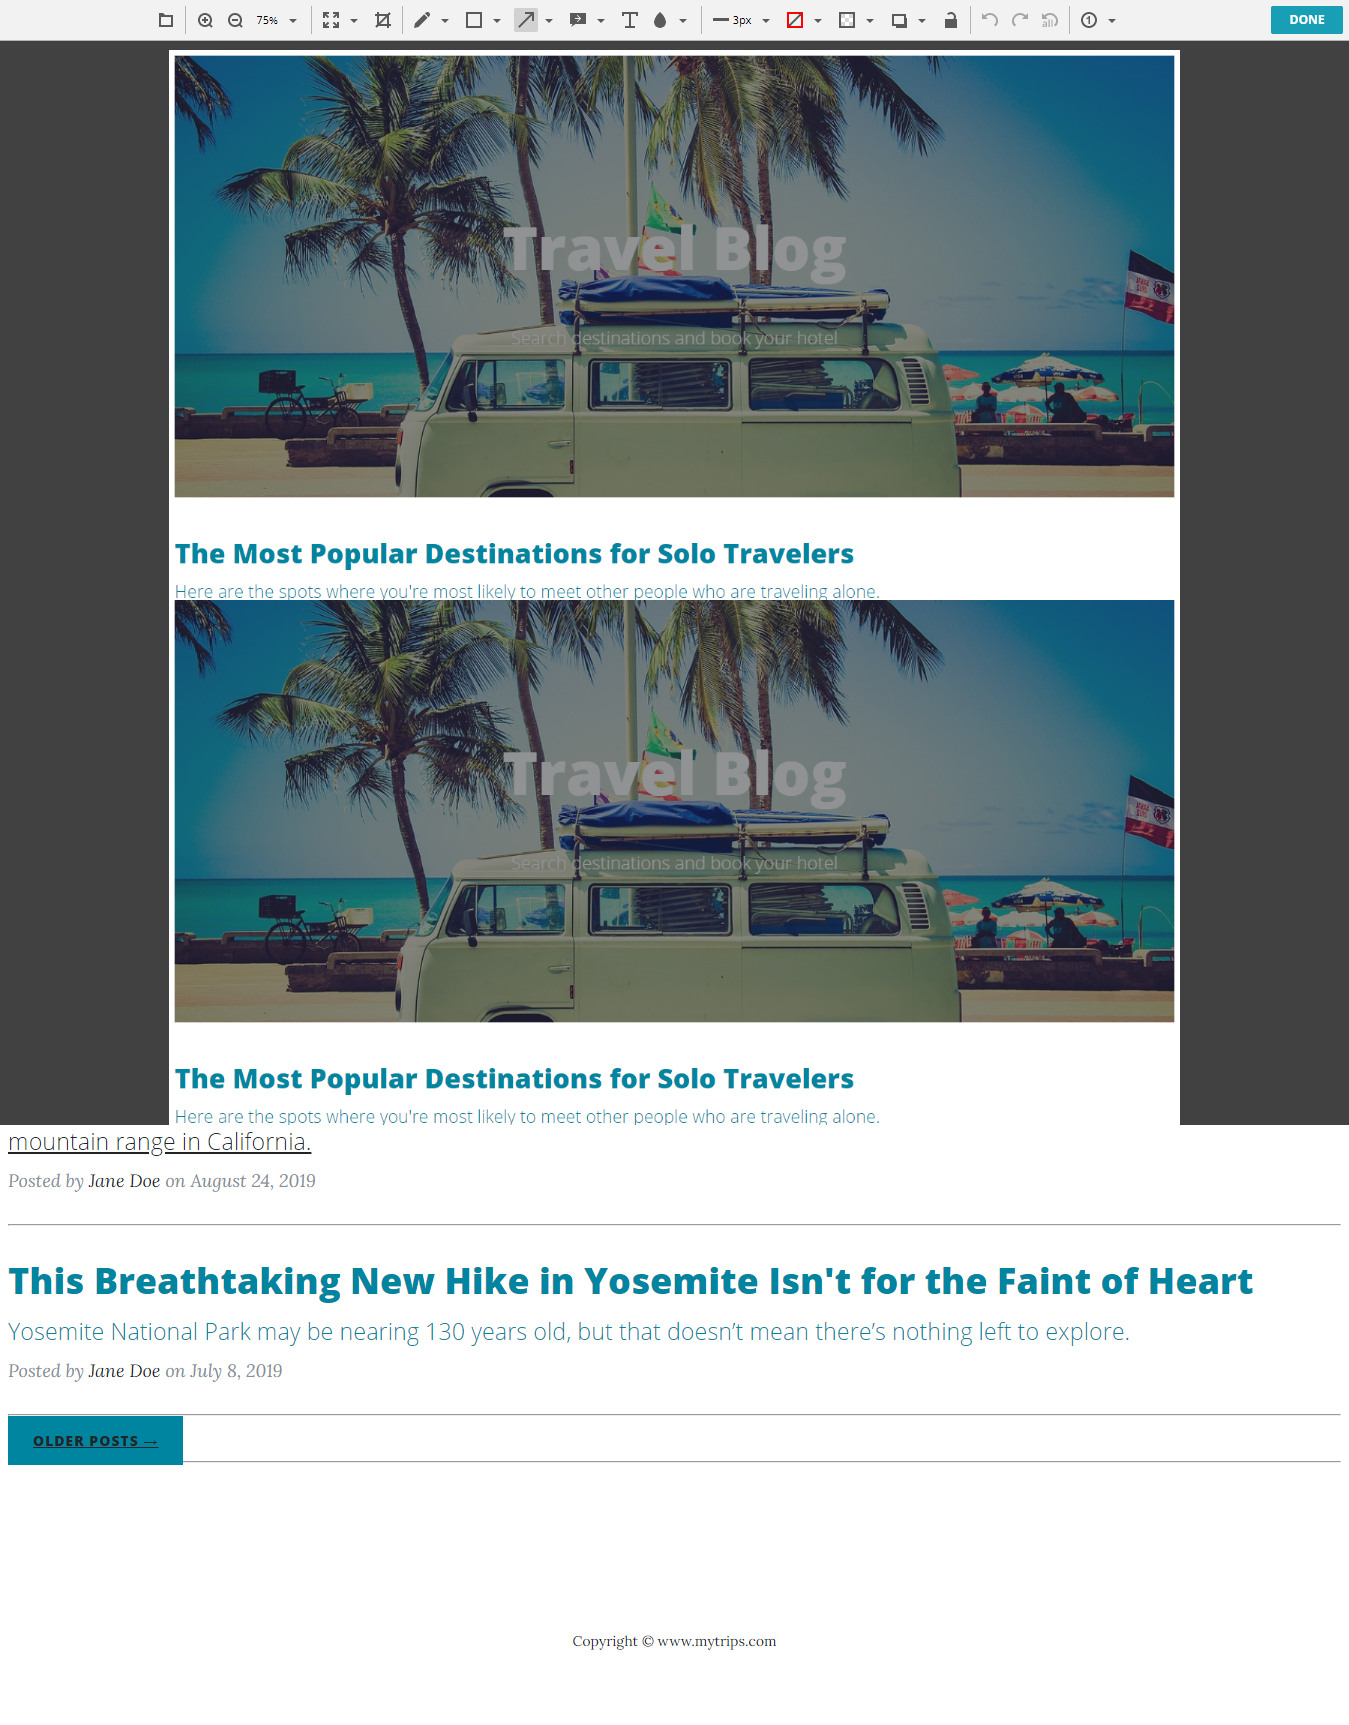 75%
3px
all
1
DONE
Travel Blog
Search destinations and book your hotel
The Most Popular Destinations for Solo Travelers
Here are the spots where you're most likely to meet other people who are traveling alone.
Travel Blog
Search destinations and book your hotel
The Most Popular Destinations for Solo Travelers
Here are the spots where you're most likely to meet other people who are traveling alone.
mountain range in California.
Posted by Jane Doe on August 24, 2019
This Breathtaking New Hike in Yosemite Isn't for the Faint of Heart
Yosemite National Park may be nearing 130 years old, but that doesn’t mean there’s nothing left to explore.
Posted by Jane Doe on July 8, 2019
OLDER POSTS →
Copyright © www.mytrips.com